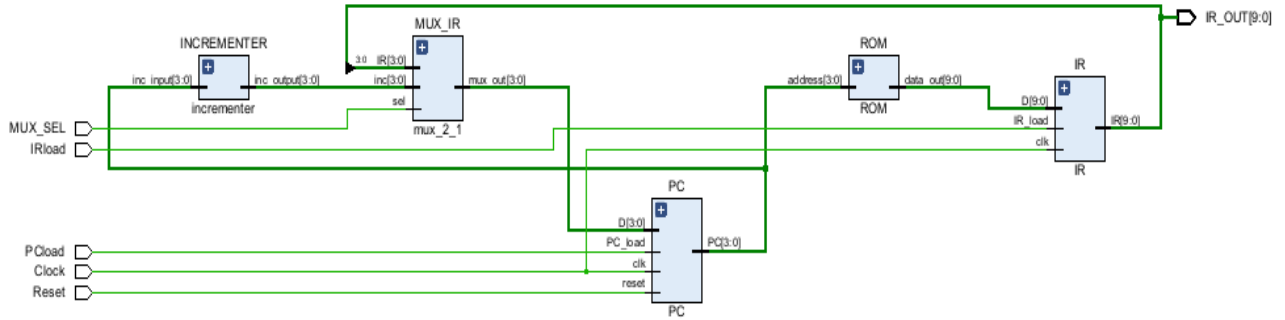 IR_OUT[9:0]
MUX_IR
INCREMENTER
ROM
3:0
IR[3:0]
IR
inc_input[3:0]
inc_output[3:0]
inc[3:0]
mux_out[3:0]
address[3:0]
data_out[9:0]
sel
incrementer
ROM
D[9:0]
MUX_SEL
mux_2_1
IR_load
IR[9:0]
IRload
clk
IR
PC
D[3:0]
PC_load
PC[3:0]
PCload
clk
Clock
reset
Reset
PC